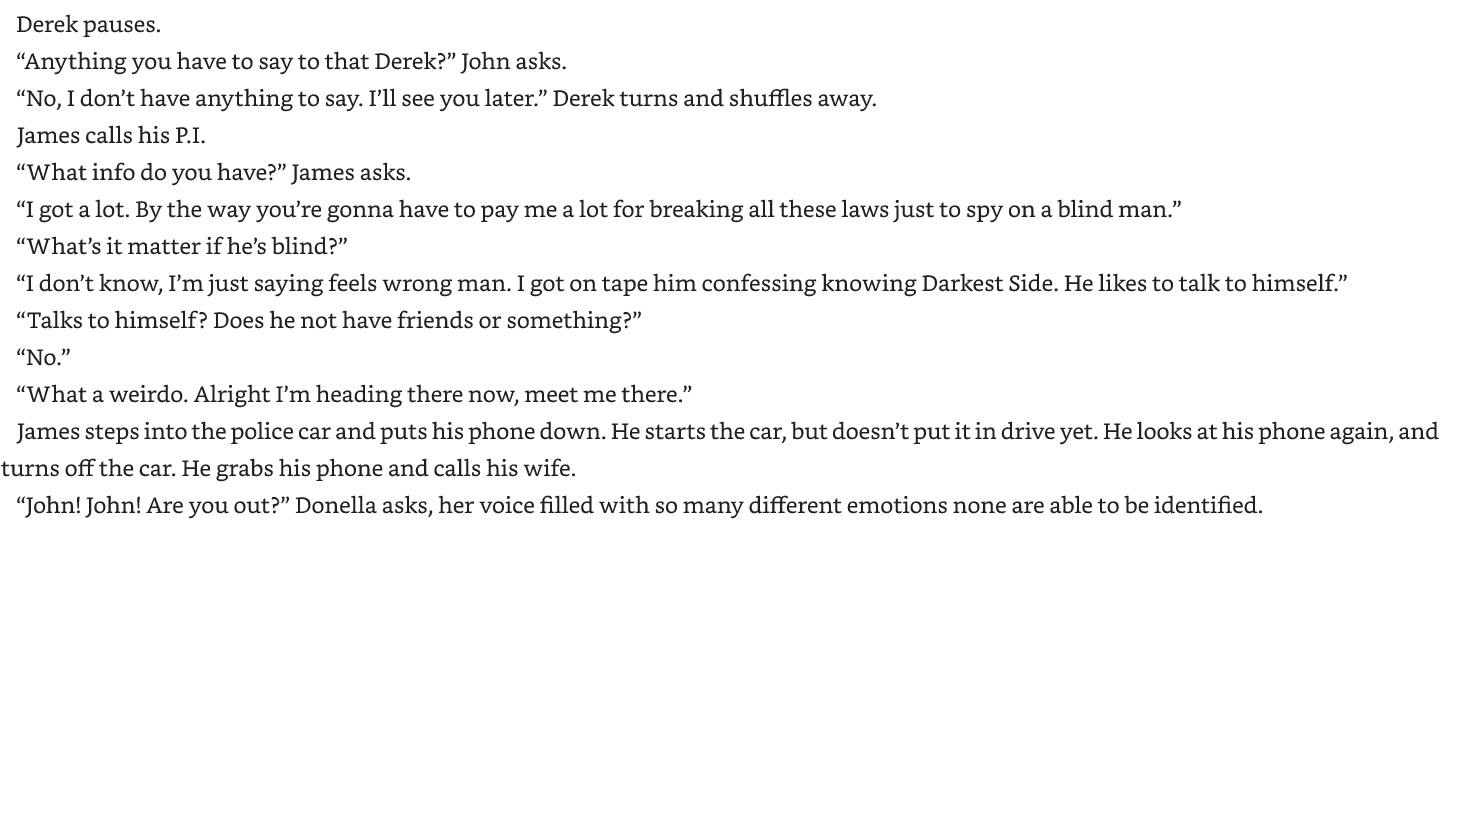 Derek pauses.
“Anything you have to say to that Derek?” John asks.
“No, I don’t have anything to say. I’ll see you later.” Derek turns and shuffles away.
James calls his P.I.
“What info do you have?” James asks.
“I got a lot. By the way you’re gonna have to pay me a lot for breaking all these laws just to spy on a blind man.”
“What’s it matter if he’s blind?”
“I don’t know, I’m just saying feels wrong man. I got on tape him confessing knowing Darkest Side. He likes to talk to himself.”
“Talks to himself? Does he not have friends or something?”
“No.”
“What a weirdo. Alright I’m heading there now, meet me there.”
James steps into the police car and puts his phone down. He starts the car, but doesn’t put it in drive yet. He looks at his phone again, and
turns off the car. He grabs his phone and calls his wife.
“John! John! Are you out?” Donella asks, her voice filled with so many different emotions none are able to be identified.